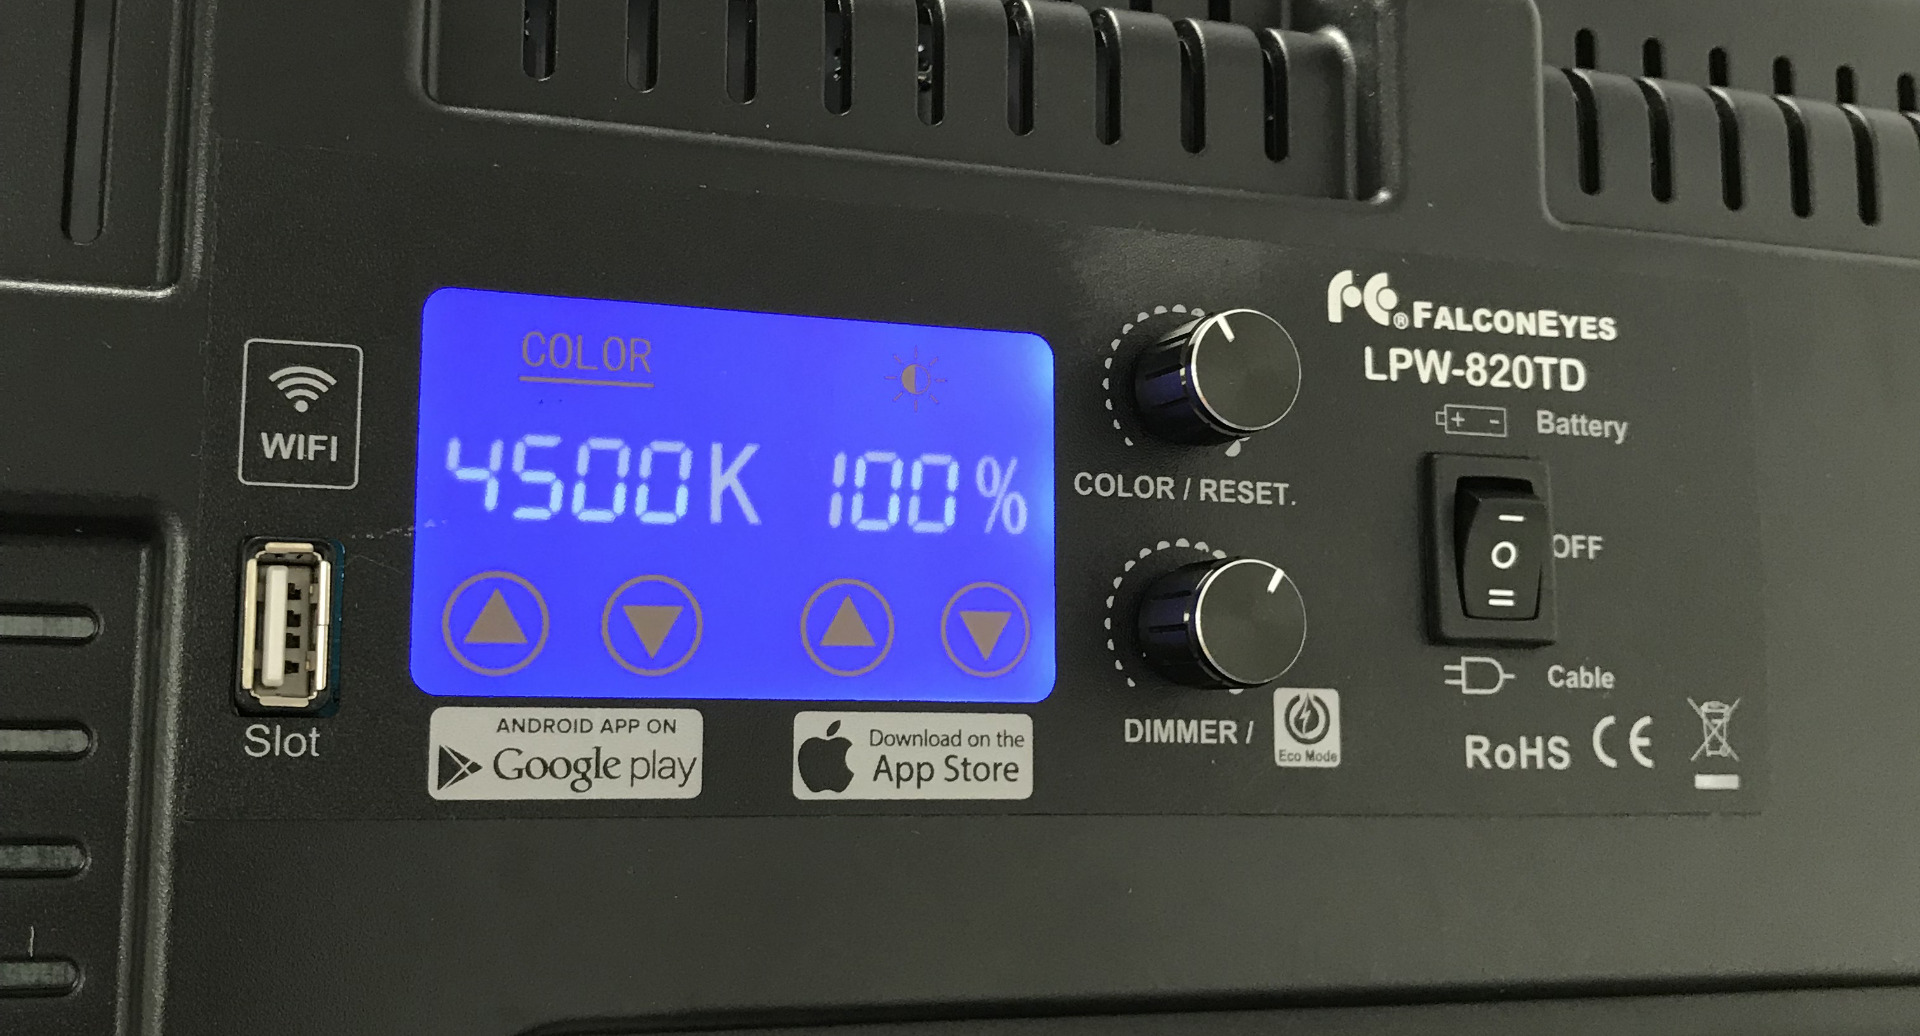 WIFI
Slot
COLOR
4500K 100%
ANDROID APP ON
Google play
Download on the
App Store
COLOR / RESET.
DIMMER /
Eco Mode
® FALCONEYES
LPW-820TD
+ - Battery
OFF
Cable
RoHS CE